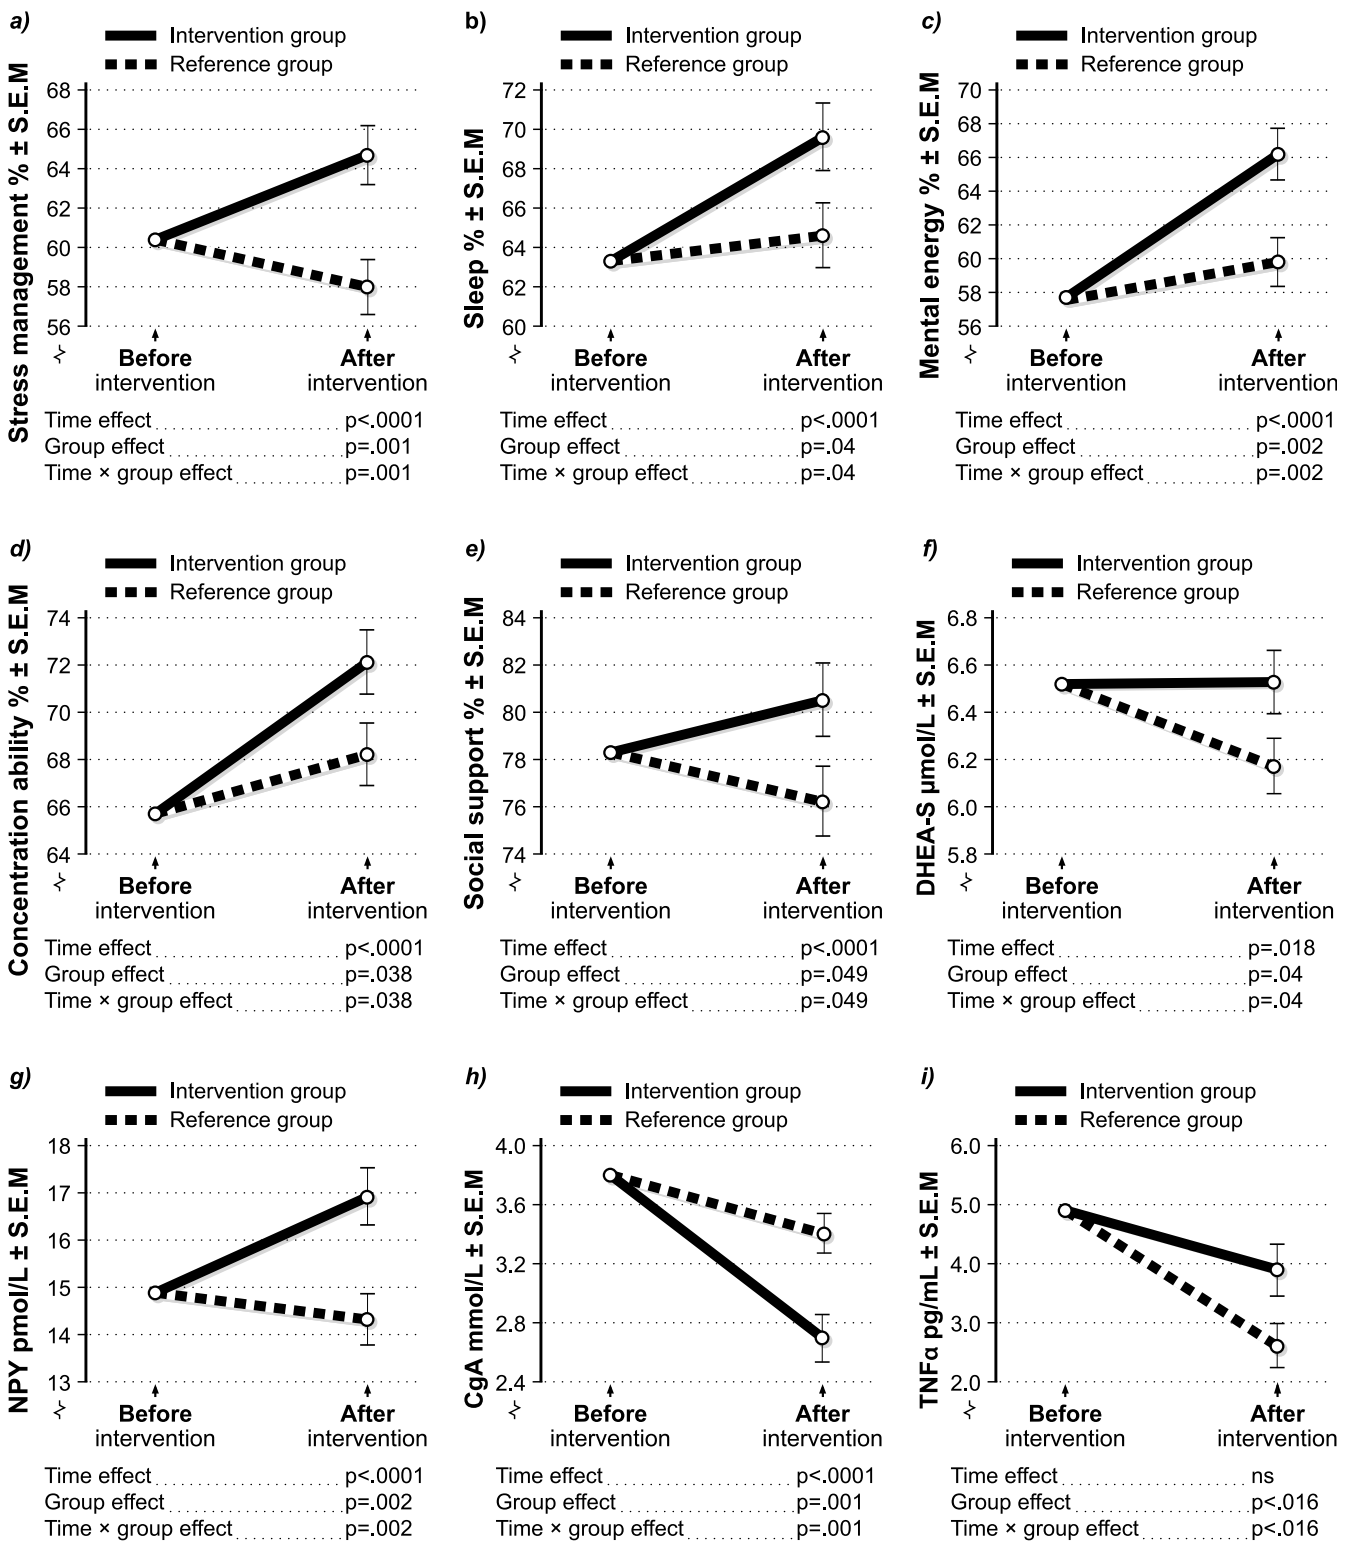 a)
Intervention group
Reference group
Stress management % ± S.E.M
68
66
64
62
60
58
56
Before
intervention
After
intervention
Time effect p<.0001
Group effect p=.001
Time × group effect p=.001
b)
Intervention group
Reference group
Sleep % ± S.E.M
72
70
68
66
64
62
60
Before
intervention
After
intervention
Time effect p<.0001
Group effect p=.04
Time × group effect p=.04
c)
Intervention group
Reference group
Mental energy % ± S.E.M
70
68
66
64
62
60
58
56
Before
intervention
After
intervention
Time effect p<.0001
Group effect p=.002
Time × group effect p=.002
d)
Intervention group
Reference group
Concentration ability % ± S.E.M
74
72
70
68
66
64
Before
intervention
After
intervention
Time effect p<.0001
Group effect p=.038
Time × group effect p=.038
e)
Intervention group
Reference group
Social support % ± S.E.M
84
82
80
78
76
74
Before
intervention
After
intervention
Time effect p<.0001
Group effect p=.049
Time × group effect p=.049
f)
Intervention group
Reference group
DHEA-S µmol/L ± S.E.M
6.8
6.6
6.4
6.2
6.0
5.8
Before
intervention
After
intervention
Time effect p=.018
Group effect p=.04
Time × group effect p=.04
g)
Intervention group
Reference group
NPY pmol/L ± S.E.M
18
17
16
15
14
13
Before
intervention
After
intervention
Time effect p<.0001
Group effect p=.002
Time × group effect p=.002
h)
Intervention group
Reference group
CgA mmol/L ± S.E.M
4.0
3.6
3.2
2.8
2.4
Before
intervention
After
intervention
Time effect p<.0001
Group effect p=.001
Time × group effect p=.001
i)
Intervention group
Reference group
TNFα pg/mL ± S.E.M
6.0
5.0
4.0
3.0
2.0
Before
intervention
After
intervention
Time effect ns
Group effect p<.016
Time × group effect p<.016